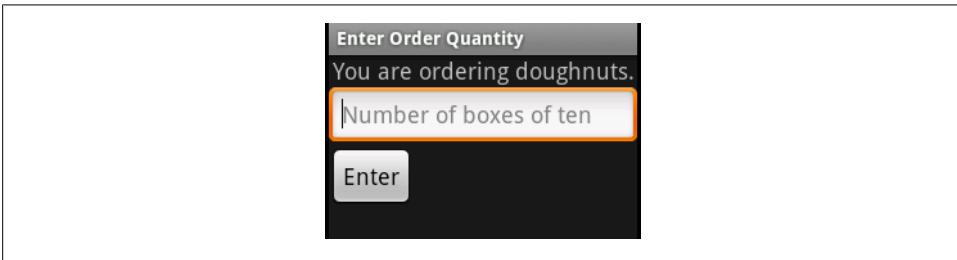 Enter Order Quantity
You are ordering doughnuts.
Number of boxes of ten
Enter